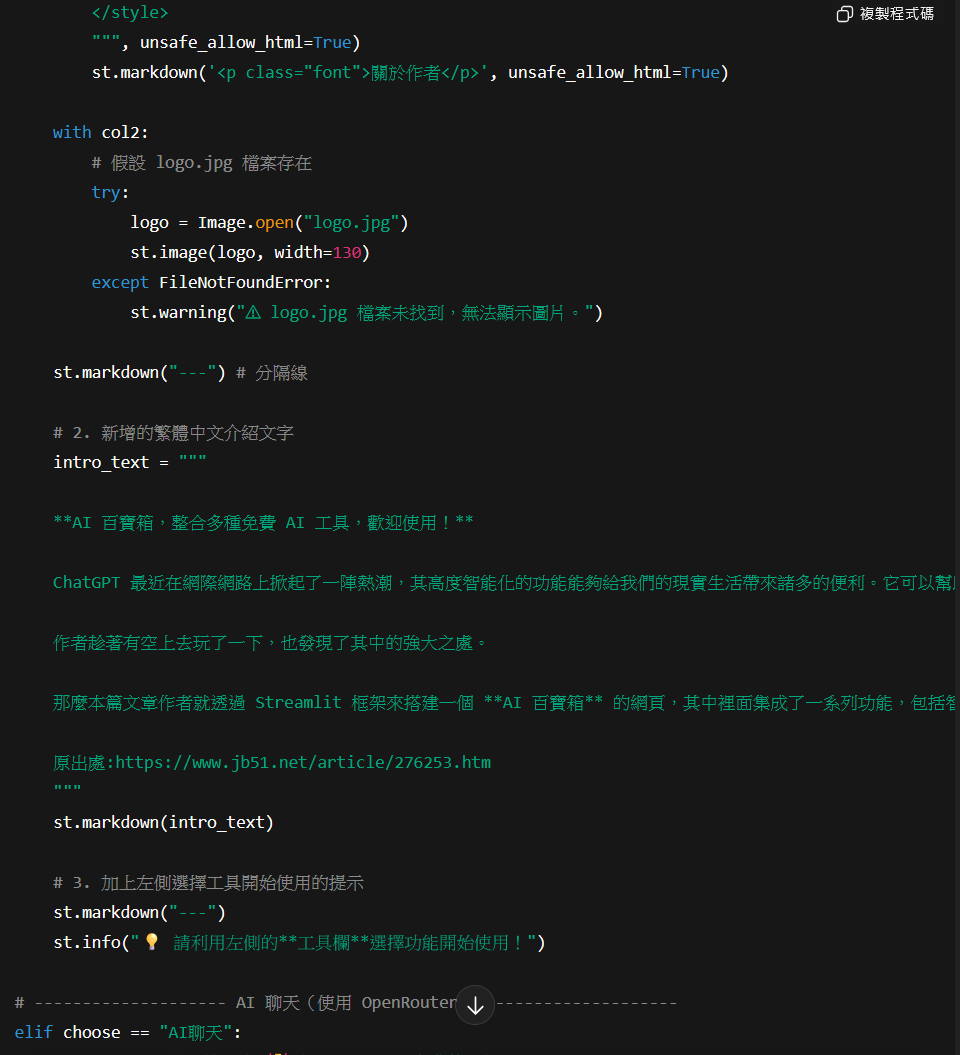 </style>
複製程式碼
""", unsafe_allow_html=True)
st.markdown('<p class="font">關於作者</p>', unsafe_allow_html=True)
with col2:
# 假設 logo.jpg 檔案存在
try:
logo = Image.open("logo.jpg")
st.image(logo, width=130)
except FileNotFoundError:
st.warning("⚠ logo.jpg 檔案未找到，無法顯示圖片。")
st.markdown("---") # 分隔線
# 2. 新增的繁體中文介紹文字
intro_text = """
**AI 百寶箱，整合多種免費 AI 工具，歡迎使用！**
ChatGPT 最近在網際網路上掀起了一陣熱潮，其高度智能化的功能能夠給我們的現實生活帶來諸多的便利。它可以幫
作者趁著有空上去玩了一下，也發現了其中的強大之處。
那麼本篇文章作者就透過 Streamlit 框架來搭建一個 **AI 百寶箱** 的網頁，其中裡面集成了一系列功能，包括智
原出處:https://www.jb51.net/article/276253.htm
"""
st.markdown(intro_text)
# 3. 加上左側選擇工具開始使用的提示
st.markdown("---")
st.info("💡 請利用左側的**工具欄**選擇功能開始使用！")
# -------------------- AI 聊天（使用 OpenRouter -------------------
elif choose == "AI聊天":